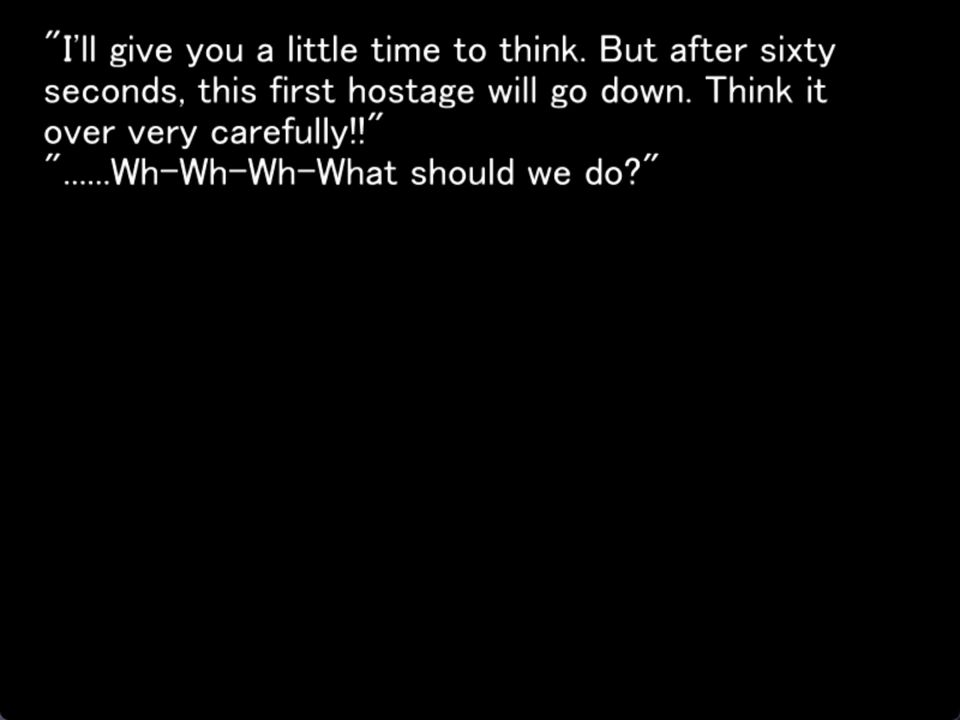 "I'll give you a little time to think. But after sixty
seconds, this first hostage will go down. Think it
over very carefully!!"
"......Wh-Wh-Wh-What should we do?"